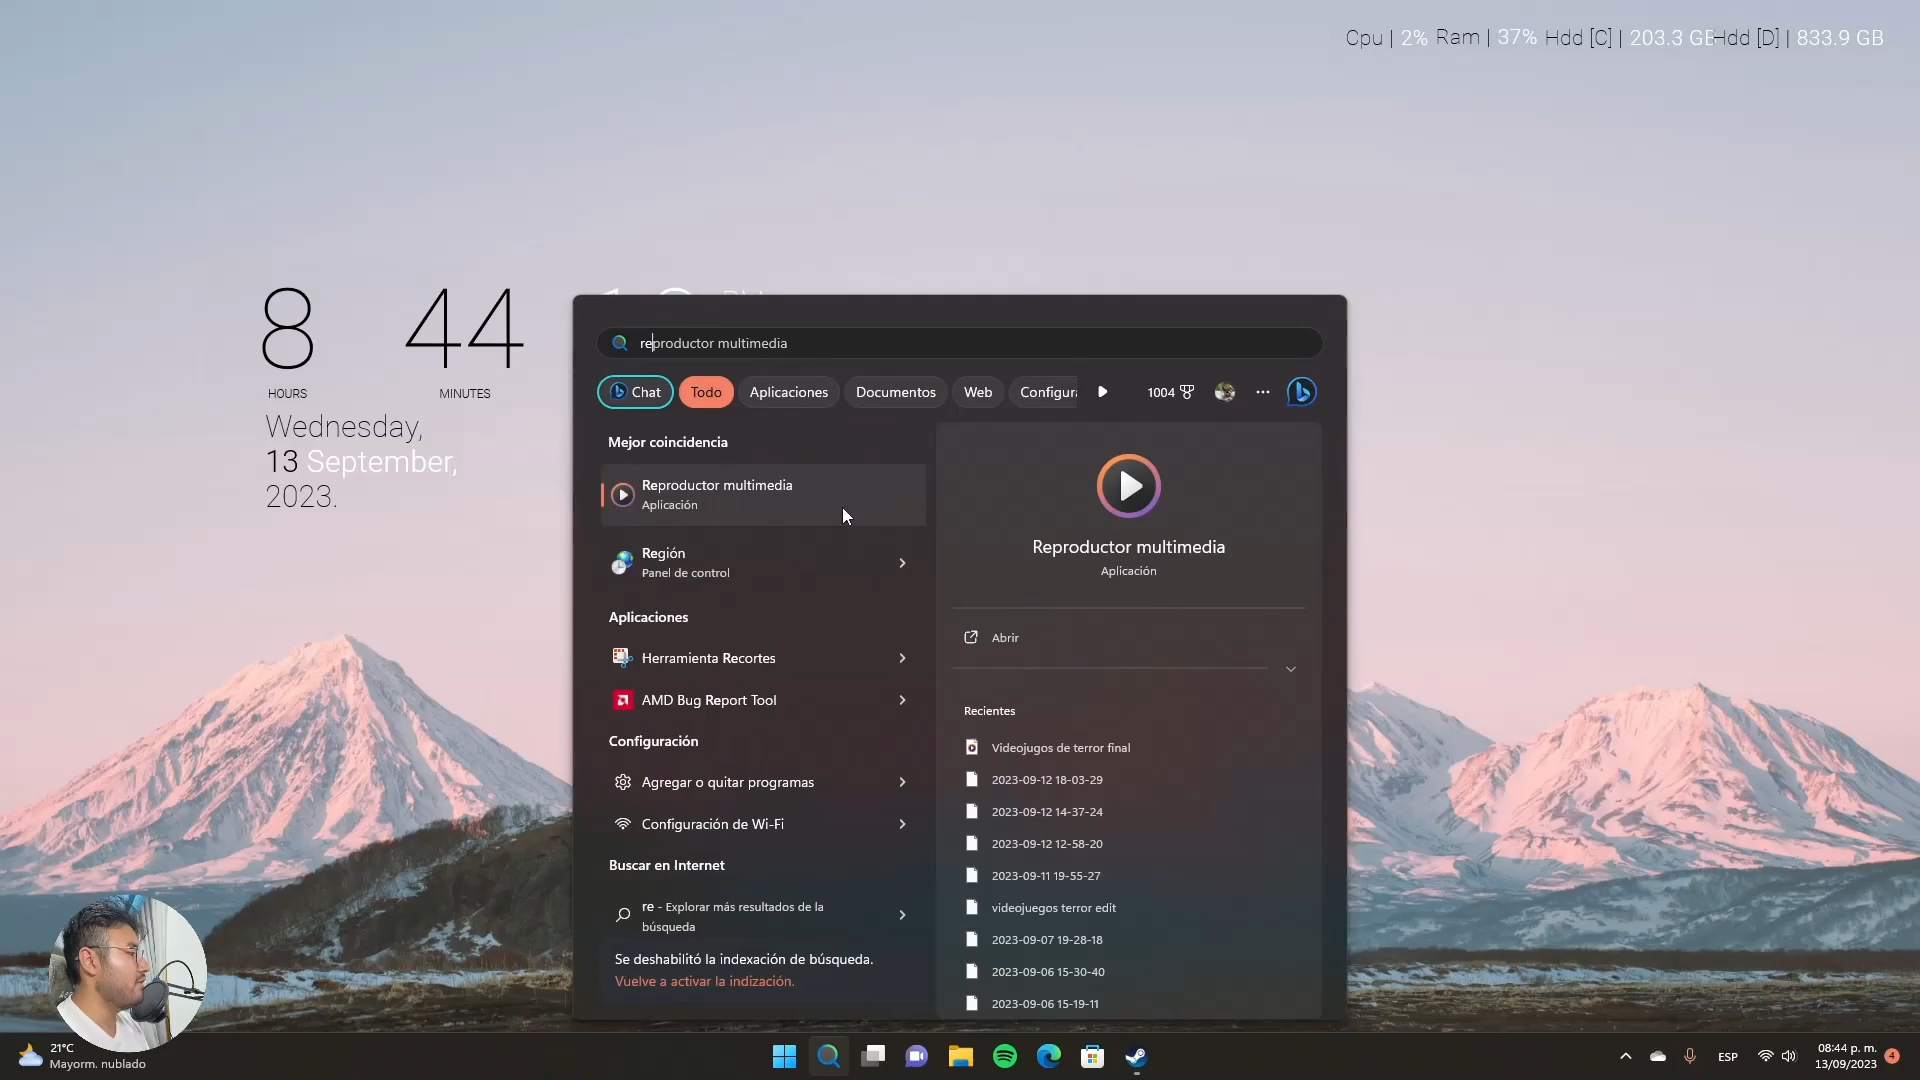 Cpu | 2% Ram | 37% Hdd [C] | 203.3 GB Hdd [D] | 833.9 GB
8 44
HOURS MINUTES
Wednesday,
13 September,
2023.
reproductor multimedia
Chat Todo Aplicaciones Documentos Web Configura 1004
Mejor coincidencia
Reproductor multimedia
Aplicación
Región
Panel de control
Aplicaciones
Herramienta Recortes
AMD Bug Report Tool
Configuración
Agregar o quitar programas
Configuración de Wi-Fi
Buscar en Internet
re - Explorar más resultados de la
búsqueda
Se deshabilitó la indexación de búsqueda.
Vuelve a activar la indización.
Reproductor multimedia
Aplicación
Abrir
Recientes
Videojugos de terror final
2023-09-12 18-03-29
2023-09-12 14-37-24
2023-09-12 12-58-20
2023-09-11 19-55-27
videojuegos terror edit
2023-09-07 19-28-18
2023-09-06 15-30-40
2023-09-06 15-19-11
21°C
Mayorm. nublado
ESP
08:44 p. m.
13/09/2023
4